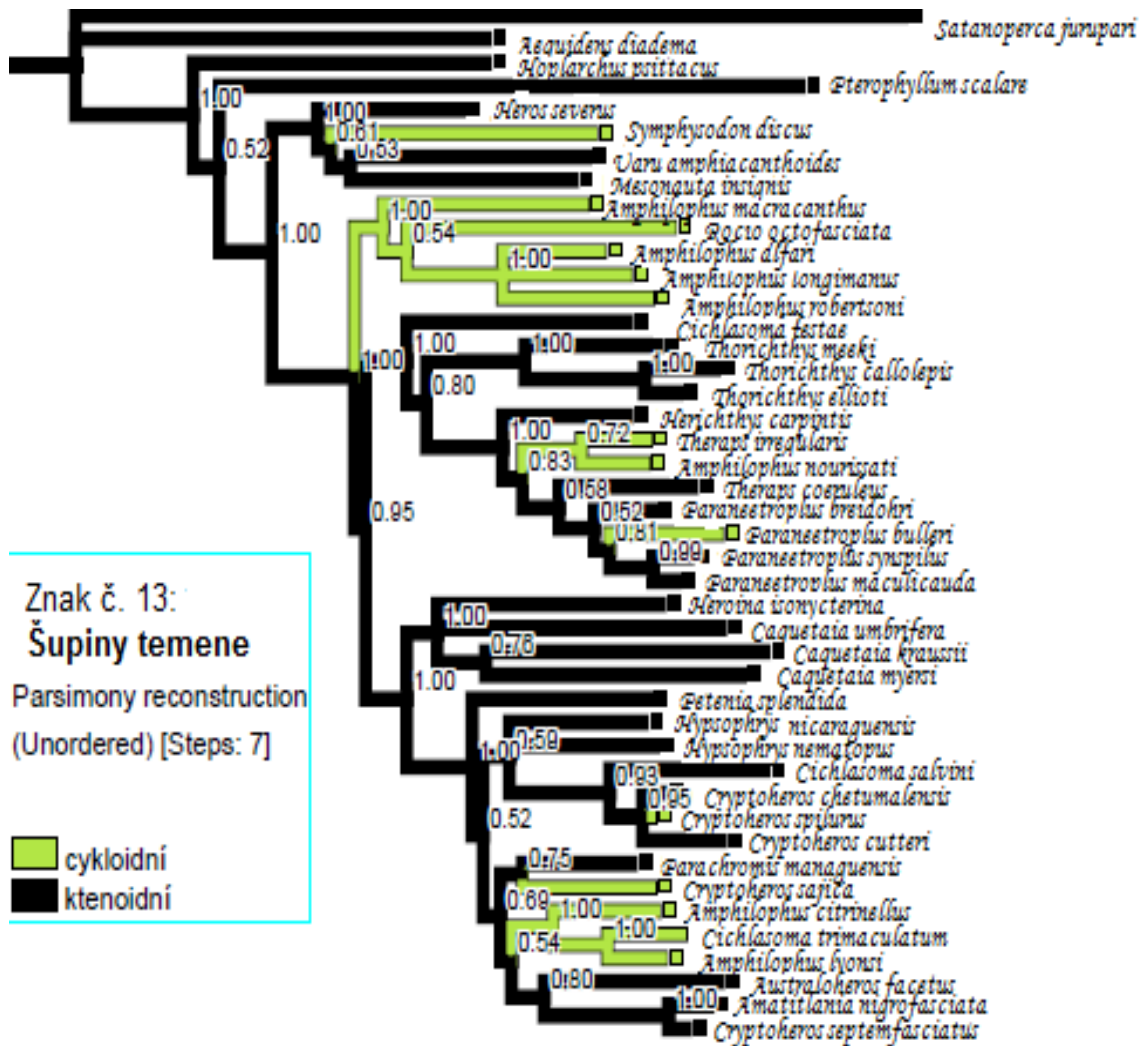 Satanoperca jurupari
Aequidens diadema
Hoplarchus psittacus
1.00
Pterophyllum scalare
1.00
Heros severus
0.61
Symphysodon discus
0.52
0.53
Uaru amphiacanthoides
Mesonauta insignis
1.00
Amphilophus macracanthus
1.00
0.54
Rocio octofasciata
Amphilophus alfari
1.00
Amphilophus longimanus
Amphilophus robertsoni
Cichlasoma festae
1.00
1.00
1.00
Thorichthys meeki
1.00
Thorichthys callolepis
0.80
Thorichthys ellioti
Herichthys carpintis
1.00
0.72
Theraps irregularis
0.83
Amphilophus nourissati
0.58
Theraps coeruleus
0.95
0.52
Paraneetroplus breidohri
0.81
Paraneetroplus bulleri
0.99
Paraneetroplus synspilus
Paraneetroplus maculicauda
Znak č. 13:
Šupiny temene
Parsimony reconstruction
(Unordered) [Steps: 7]
cykloidní
ktenoidní
Heroina isonycterina
1.00
Caquetaia umbrifera
0.76
Caquetaia kraussii
1.00
Caquetaia myersi
Petenia splendida
Hypsophrys nicaraguensis
1.00
0.59
Hypsophrys nematopus
0.93
Cichlasoma salvini
0.95
Cryptoheros chetumalensis
0.52
Cryptoheros spilurus
Cryptoheros cutteri
0.75
Parachromis managuensis
0.69
Cryptoheros sajica
1.00
Amphilophus citrinellus
1.00
0.54
Cichlasoma trimaculatum
Amphilophus lyonsi
0.80
Australoheros facetus
1.00
Amatitlania nigrofasciata
Cryptoheros septemfasciatus